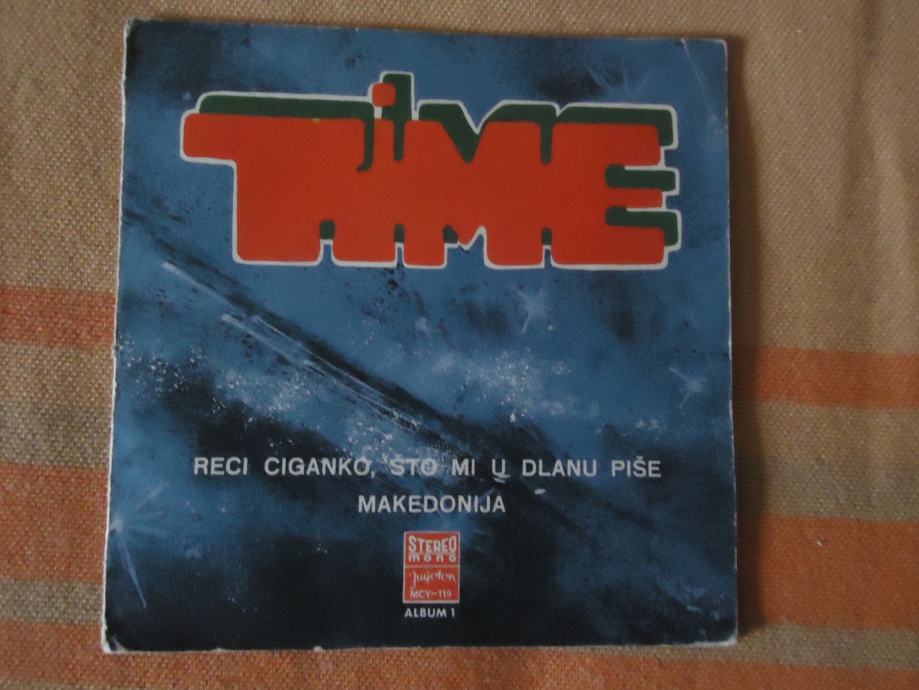 TiME
RECI CIGANKO, ŠTO MI U DLANU PIŠE
MAKEDONIJA
STEREO
mono
Jugoton
MCY-119
ALBUM 1